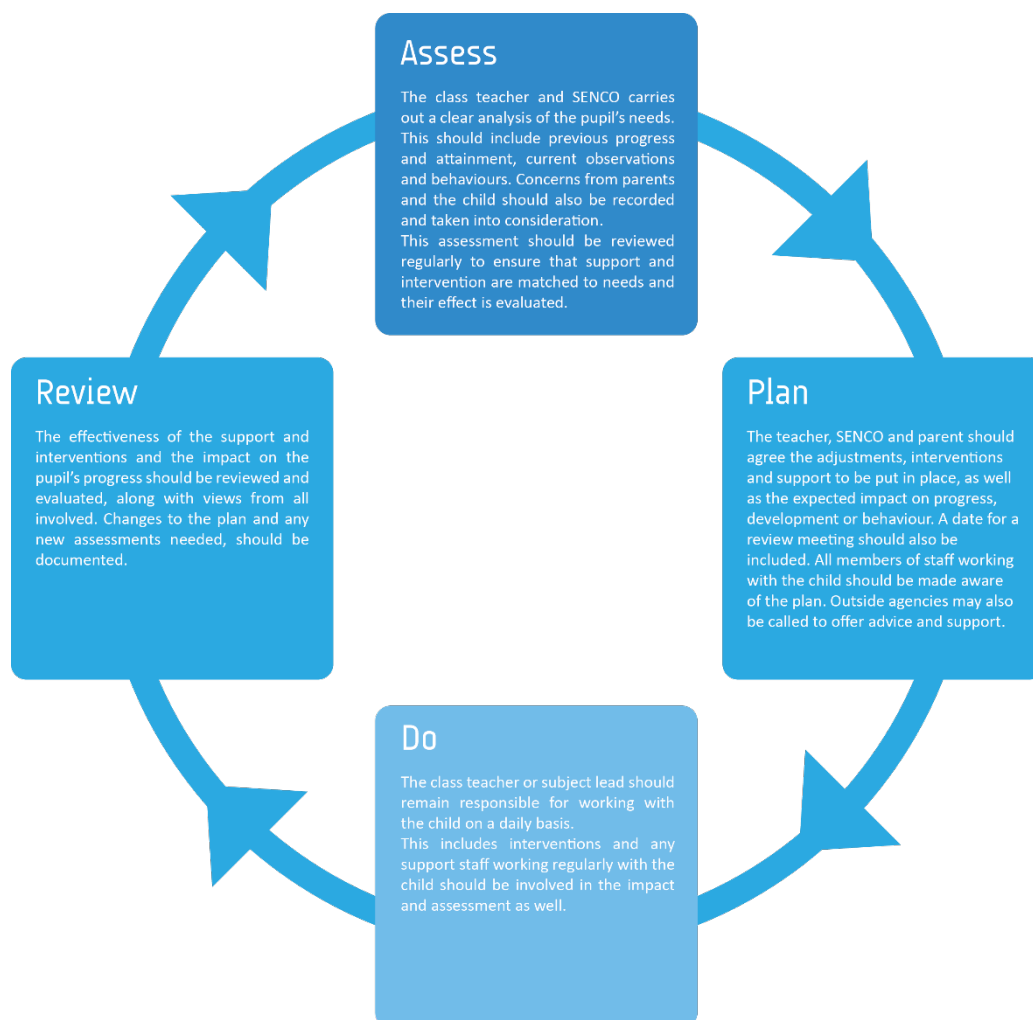 Assess
The class teacher and SENCO carries
out a clear analysis of the pupil's needs.
This should include previous progress
and attainment, current observations
and behaviours. Concerns from parents
and the child should also be recorded
and taken into consideration.
This assessment should be reviewed
regularly to ensure that support and
intervention are matched to needs and
their effect is evaluated.
Plan
The teacher, SENCO and parent should
agree the adjustments, interventions
and support to be put in place, as well
as the expected impact on progress,
development or behaviour. A date for a
review meeting should also be
included. All members of staff working
with the child should be made aware
of the plan. Outside agencies may also
be called to offer advice and support.
Do
The class teacher or subject lead should
remain responsible for working with
the child on a daily basis.
This includes interventions and any
support staff working regularly with the
child should be involved in the impact
and assessment as well.
Review
The effectiveness of the support and
interventions and the impact on the
pupil's progress should be reviewed and
evaluated, along with views from all
involved. Changes to the plan and any
new assessments needed, should be
documented.